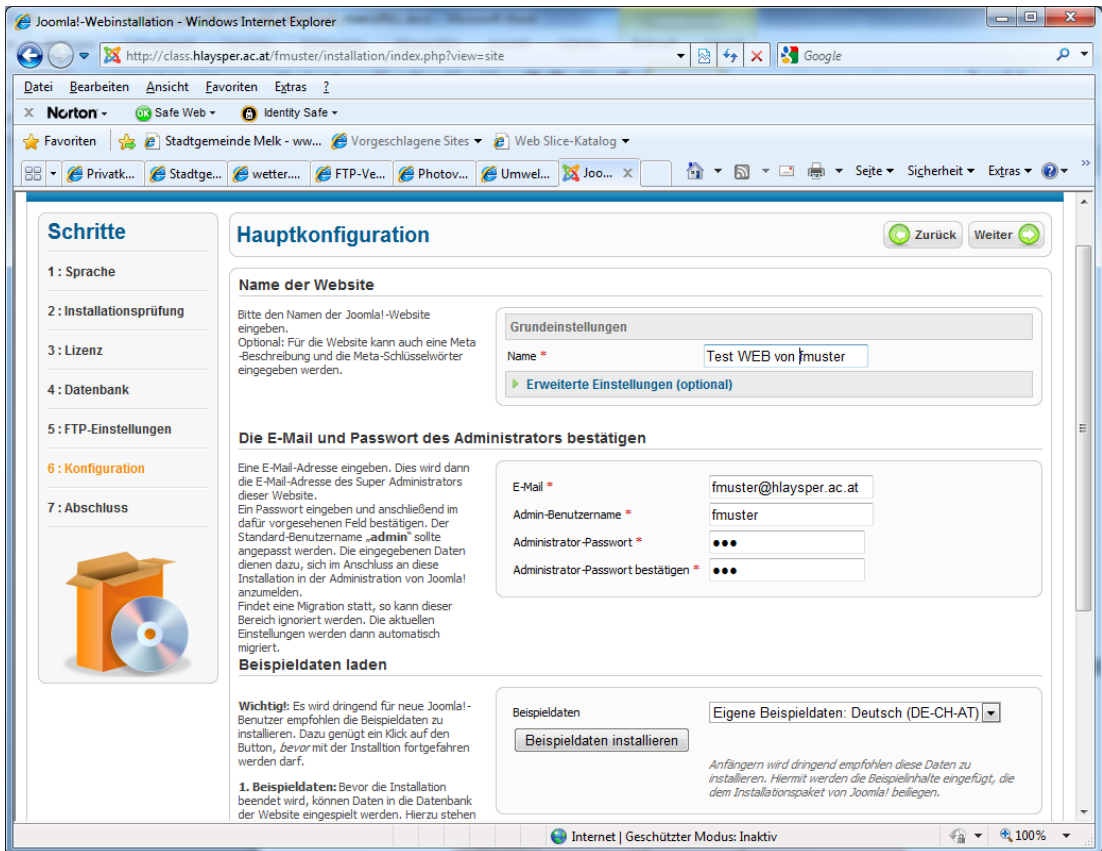 Joomla!-Webinstallation - Windows Internet Explorer
http://class.hlaysper.ac.at/fmuster/installation/index.php?view=site
Google
Datei Bearbeiten Ansicht Favoriten Extras ?
x Norton - OK Safe Web Identity Safe
Favoriten Stadtgemeinde Melk - ww... Vorgeschlagene Sites Web Slice-Katalog
Privatk... Stadtge... wetter.... FTP-Ve... Photov... Umwel... Joo... X Seite Sicherheit Extras »
Schritte
1 : Sprache
2 : Installationsprüfung
3 : Lizenz
4 : Datenbank
5 : FTP-Einstellungen
6 : Konfiguration
7 : Abschluss
Hauptkonfiguration
Zurück Weiter
Name der Website
Bitte den Namen der Joomla!-Website
eingeben.
Optional: Für die Website kann auch eine Meta
-Beschreibung und die Meta-Schlüsselwörter
eingegeben werden.
Grundeinstellungen
Name * Test WEB von fmuster
Erweiterte Einstellungen (optional)
Die E-Mail und Passwort des Administrators bestätigen
Eine E-Mail-Adresse eingeben. Dies wird dann
die E-Mail-Adresse des Super Administrators
dieser Website.
Ein Passwort eingeben und anschließend im
dafür vorgesehenen Feld bestätigen. Der
Standard-Benutzername „admin" sollte
angepasst werden. Die eingegebenen Daten
dienen dazu, sich im Anschluss an diese
Installation in der Administration von Joomla!
anzumelden.
Findet eine Migration statt, so kann dieser
Bereich ignoriert werden. Die aktuellen
Einstellungen werden dann automatisch
migriert.
E-Mail * fmuster@hlaysper.ac.at
Admin-Benutzername * fmuster
Administrator-Passwort * ●●●
Administrator-Passwort bestätigen * ●●●
Beispieldaten laden
Wichtig!: Es wird dringend für neue Joomla!-
Benutzer empfohlen die Beispieldaten zu
installieren. Dazu genügt ein Klick auf den
Button, bevor mit der Installtion fortgefahren
werden darf.
1. Beispieldaten: Bevor die Installation
beendet wird, können Daten in die Datenbank
der Website eingespielt werden. Hierzu stehen
Beispieldaten Eigene Beispieldaten: Deutsch (DE-CH-AT)
Beispieldaten installieren
Anfängern wird dringend empfohlen diese Daten zu
installieren. Hiermit werden die Beispielinhalte eingefügt, die
dem Installationspaket von Joomla! beiliegen.
Internet | Geschützter Modus: Inaktiv 100%